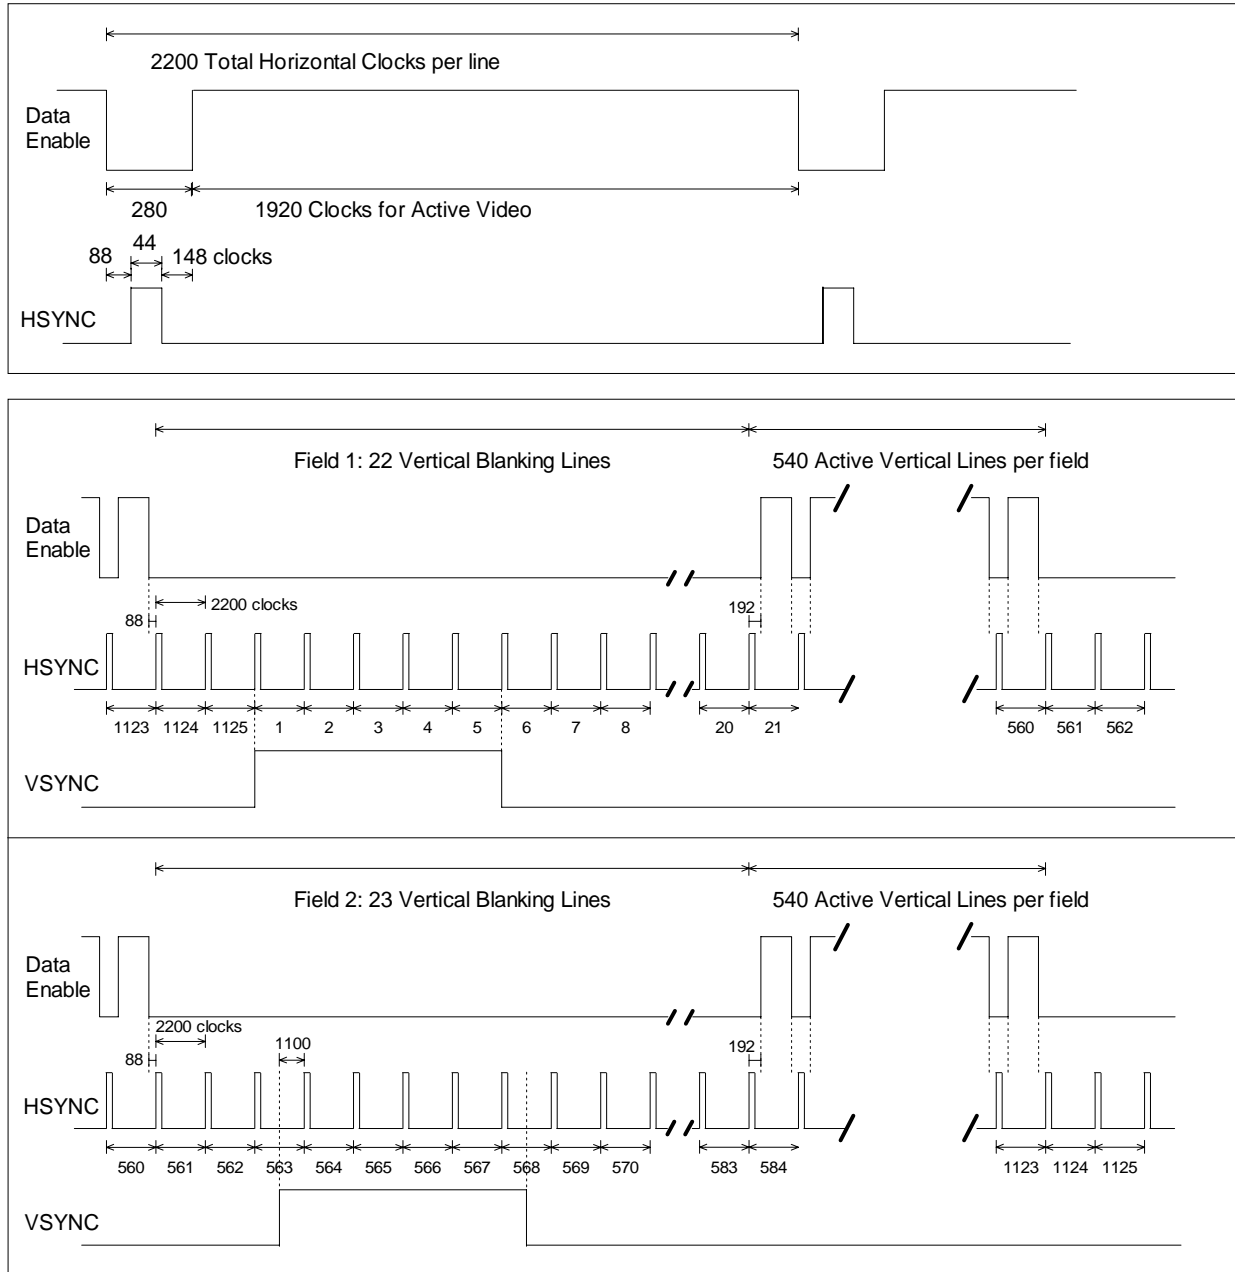 2200 Total Horizontal Clocks per line
Data
Enable
280
1920 Clocks for Active Video
44
88
148 clocks
HSYNC
Field 1: 22 Vertical Blanking Lines
540 Active Vertical Lines per field
Data
Enable
2200 clocks
88
192
HSYNC
1123 1124 1125 1 2 3 4 5 6 7 8 20 21 560 561 562
VSYNC
Field 2: 23 Vertical Blanking Lines
540 Active Vertical Lines per field
Data
Enable
2200 clocks
1100
88
192
HSYNC
560 561 562 563 564 565 566 567 568 569 570 583 584 1123 1124 1125
VSYNC